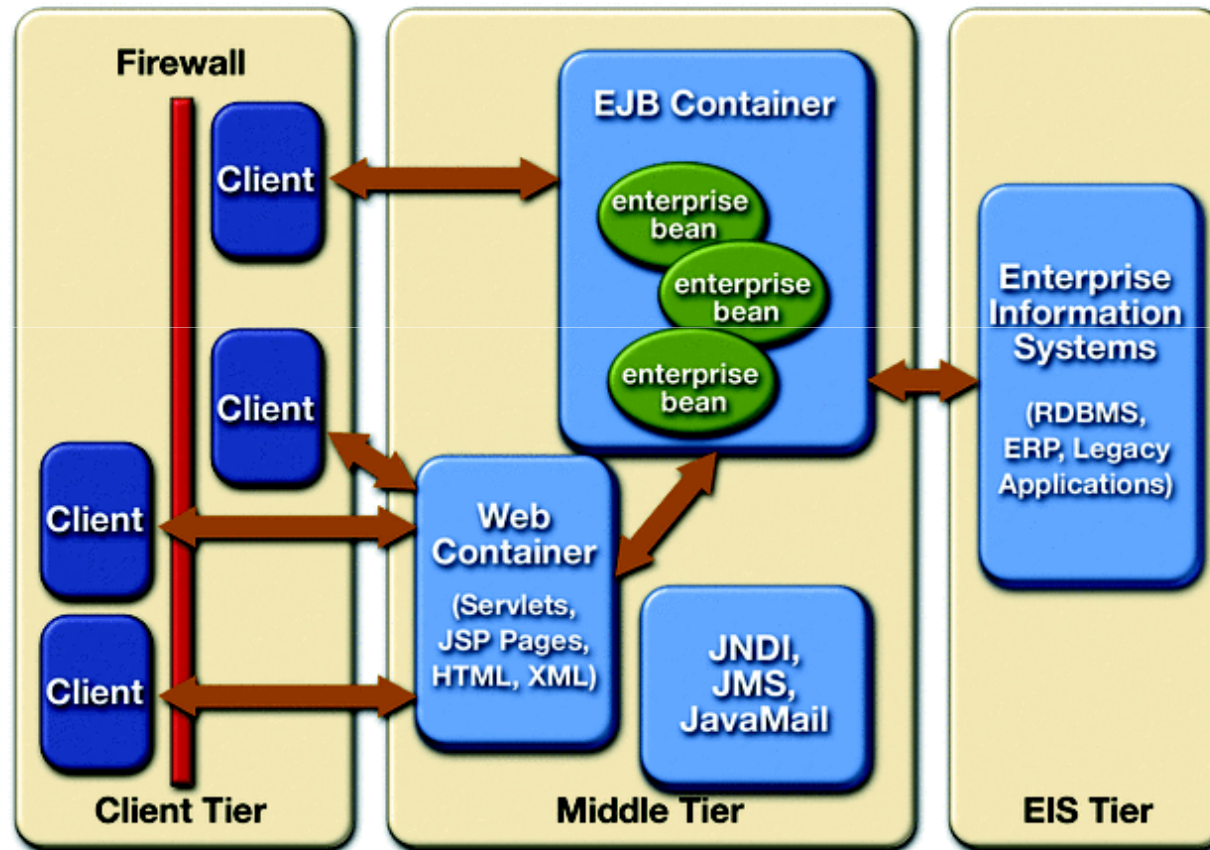 Firewall
Client
Client
Client
Client
Client Tier
EJB Container
enterprise
bean
enterprise
bean
enterprise
bean
Web
Container
(Servlets,
JSP Pages,
HTML, XML)
JNDI,
JMS,
JavaMail
Middle Tier
Enterprise
Information
Systems
(RDBMS,
ERP, Legacy
Applications)
EIS Tier